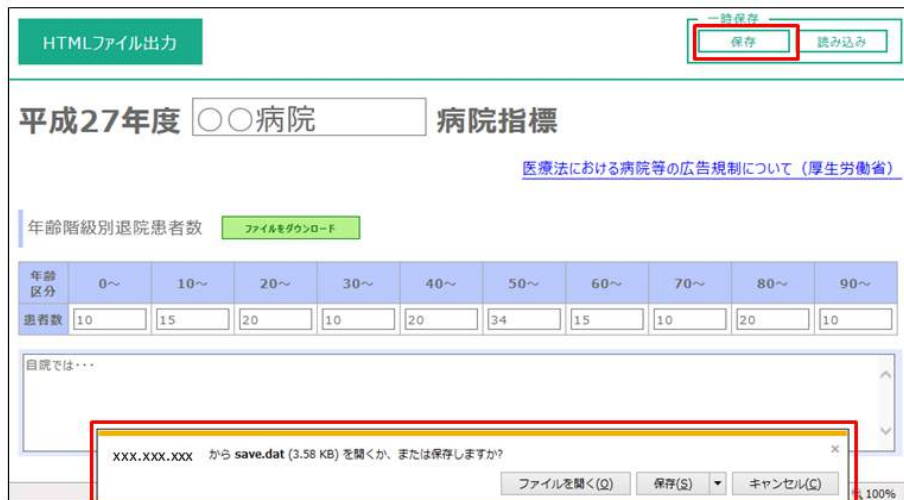 一時保存
HTMLファイル出力
保存
読み込み
平成27年度 ○○病院 病院指標
医療法における病院等の広告規制について（厚生労働省）
年齢階級別退院患者数 ファイルをダウンロード
年齢区分 0～ 10～ 20～ 30～ 40～ 50～ 60～ 70～ 80～ 90～
患者数 10 15 20 10 20 34 15 10 20 10
自院では・・・
xxx.xxx.xxx から save.dat (3.58 KB) を開くか、または保存しますか?
×
ファイルを開く(O) 保存(S) ▼ キャンセル(C)
100%